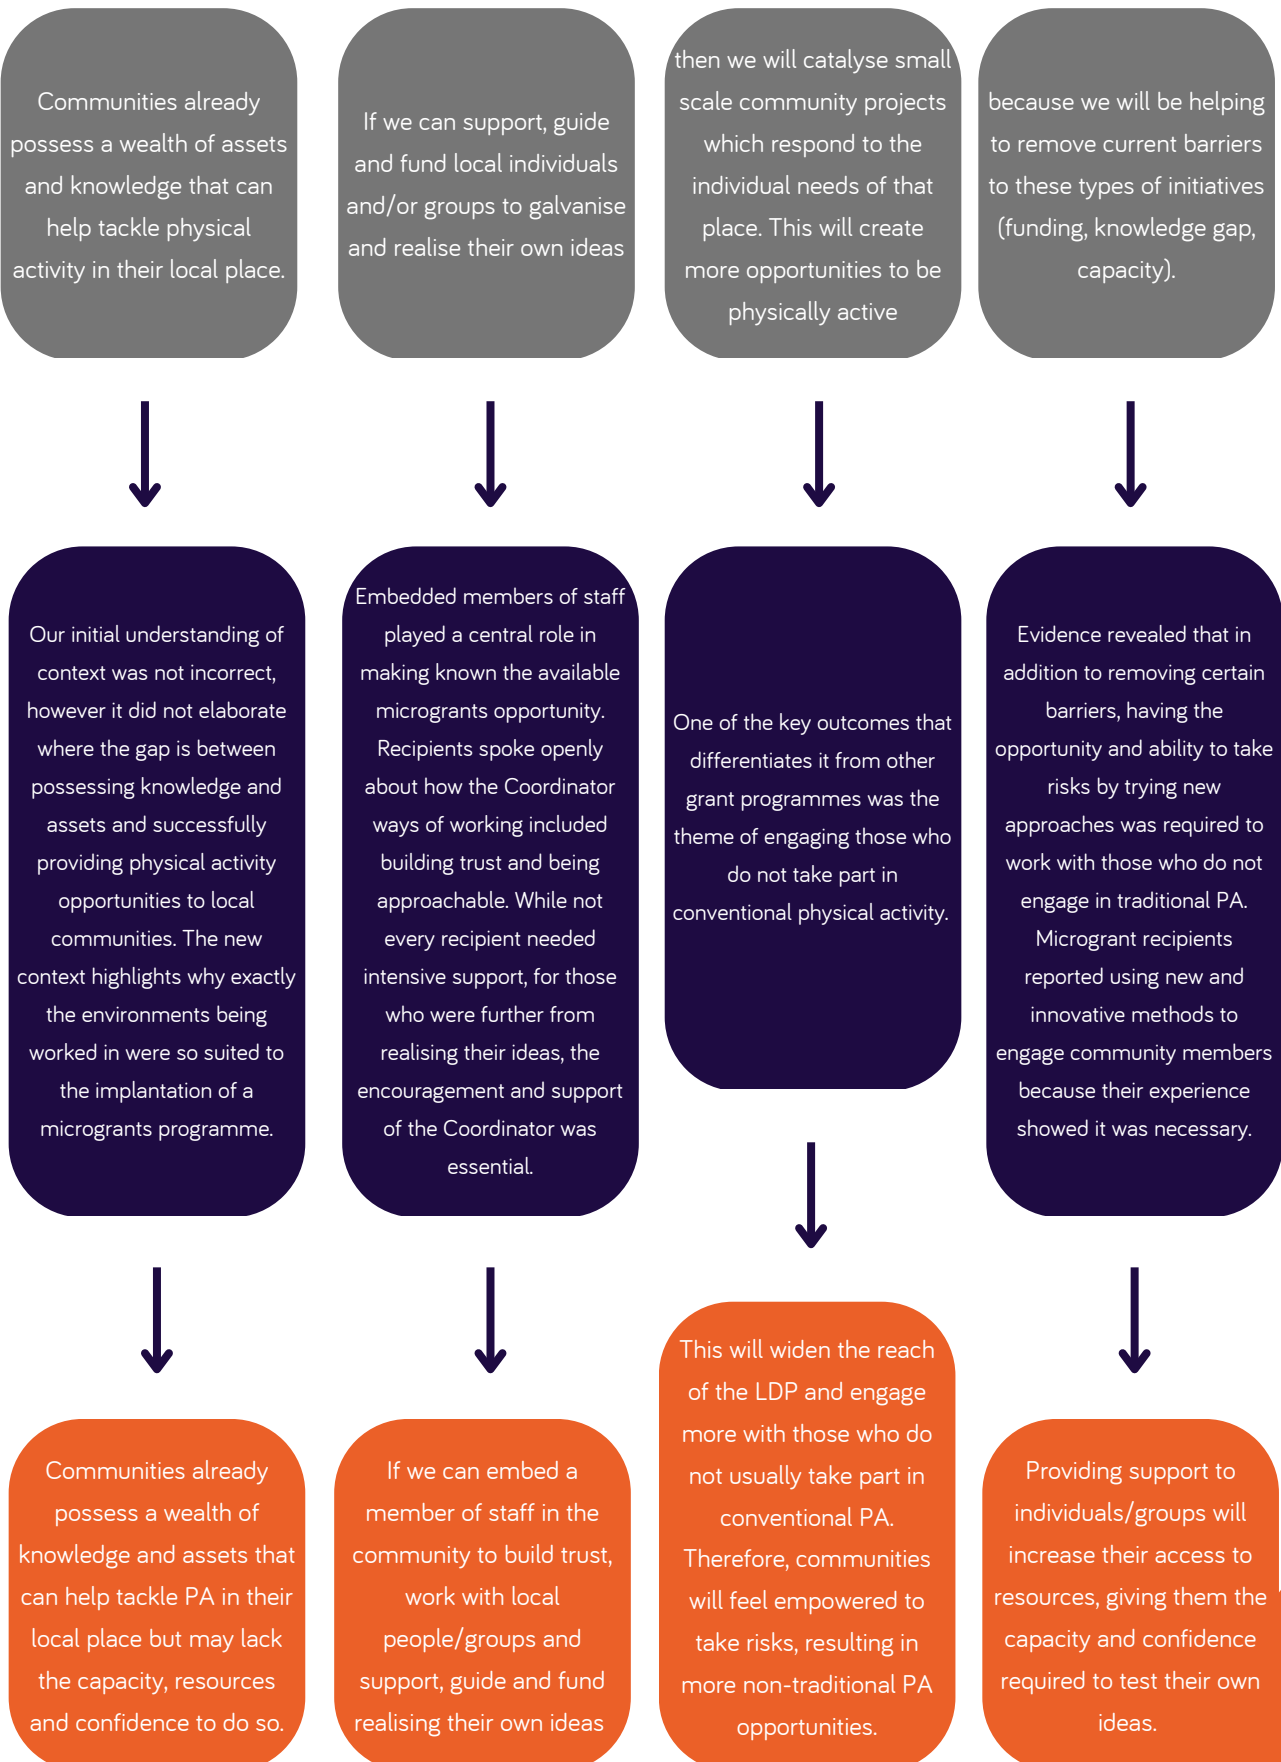 Communities already
possess a wealth of assets
and knowledge that can
help tackle physical
activity in their local place.
If we can support, guide
and fund local individuals
and/or groups to galvanise
and realise their own ideas
then we will catalyse small
scale community projects
which respond to the
individual needs of that
place. This will create
more opportunities to be
physically active
because we will be helping
to remove current barriers
to these types of initiatives
(funding, knowledge gap,
capacity).
Our initial understanding of
context was not incorrect,
however it did not elaborate
where the gap is between
possessing knowledge and
assets and successfully
providing physical activity
opportunities to local
communities. The new
context highlights why exactly
the environments being
worked in were so suited to
the implantation of a
microgrants programme.
Embedded members of staff
played a central role in
making known the available
microgrants opportunity.
Recipients spoke openly
about how the Coordinator
ways of working included
building trust and being
approachable. While not
every recipient needed
intensive support, for those
who were further from
realising their ideas, the
encouragement and support
of the Coordinator was
essential.
One of the key outcomes that
differentiates it from other
grant programmes was the
theme of engaging those who
do not take part in
conventional physical activity.
Evidence revealed that in
addition to removing certain
barriers, having the
opportunity and ability to take
risks by trying new
approaches was required to
work with those who do not
engage in traditional PA.
Microgrant recipients
reported using new and
innovative methods to
engage community members
because their experience
showed it was necessary.
Communities already
possess a wealth of
knowledge and assets that
can help tackle PA in their
local place but may lack
the capacity, resources
and confidence to do so.
If we can embed a
member of staff in the
community to build trust,
work with local
people/groups and
support, guide and fund
realising their own ideas
This will widen the reach
of the LDP and engage
more with those who do
not usually take part in
conventional PA.
Therefore, communities
will feel empowered to
take risks, resulting in
more non-traditional PA
opportunities.
Providing support to
individuals/groups will
increase their access to
resources, giving them the
capacity and confidence
required to test their own
ideas.